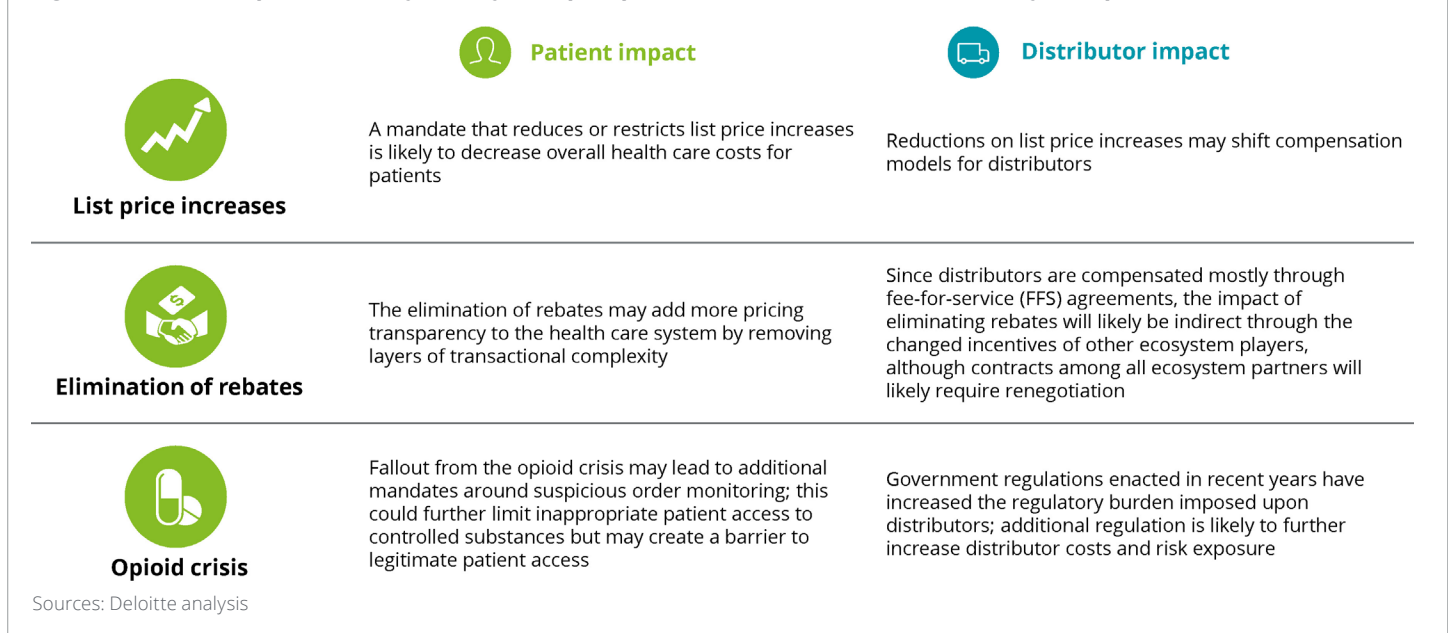 Patient impact
Distributor impact
List price increases
A mandate that reduces or restricts list price increases
is likely to decrease overall health care costs for
patients
Reductions on list price increases may shift compensation
models for distributors
Elimination of rebates
The elimination of rebates may add more pricing
transparency to the health care system by removing
layers of transactional complexity
Since distributors are compensated mostly through
fee-for-service (FFS) agreements, the impact of
eliminating rebates will likely be indirect through the
changed incentives of other ecosystem players,
although contracts among all ecosystem partners will
likely require renegotiation
Opioid crisis
Fallout from the opioid crisis may lead to additional
mandates around suspicious order monitoring; this
could further limit inappropriate patient access to
controlled substances but may create a barrier to
legitimate patient access
Government regulations enacted in recent years have
increased the regulatory burden imposed upon
distributors; additional regulation is likely to further
increase distributor costs and risk exposure
Sources: Deloitte analysis